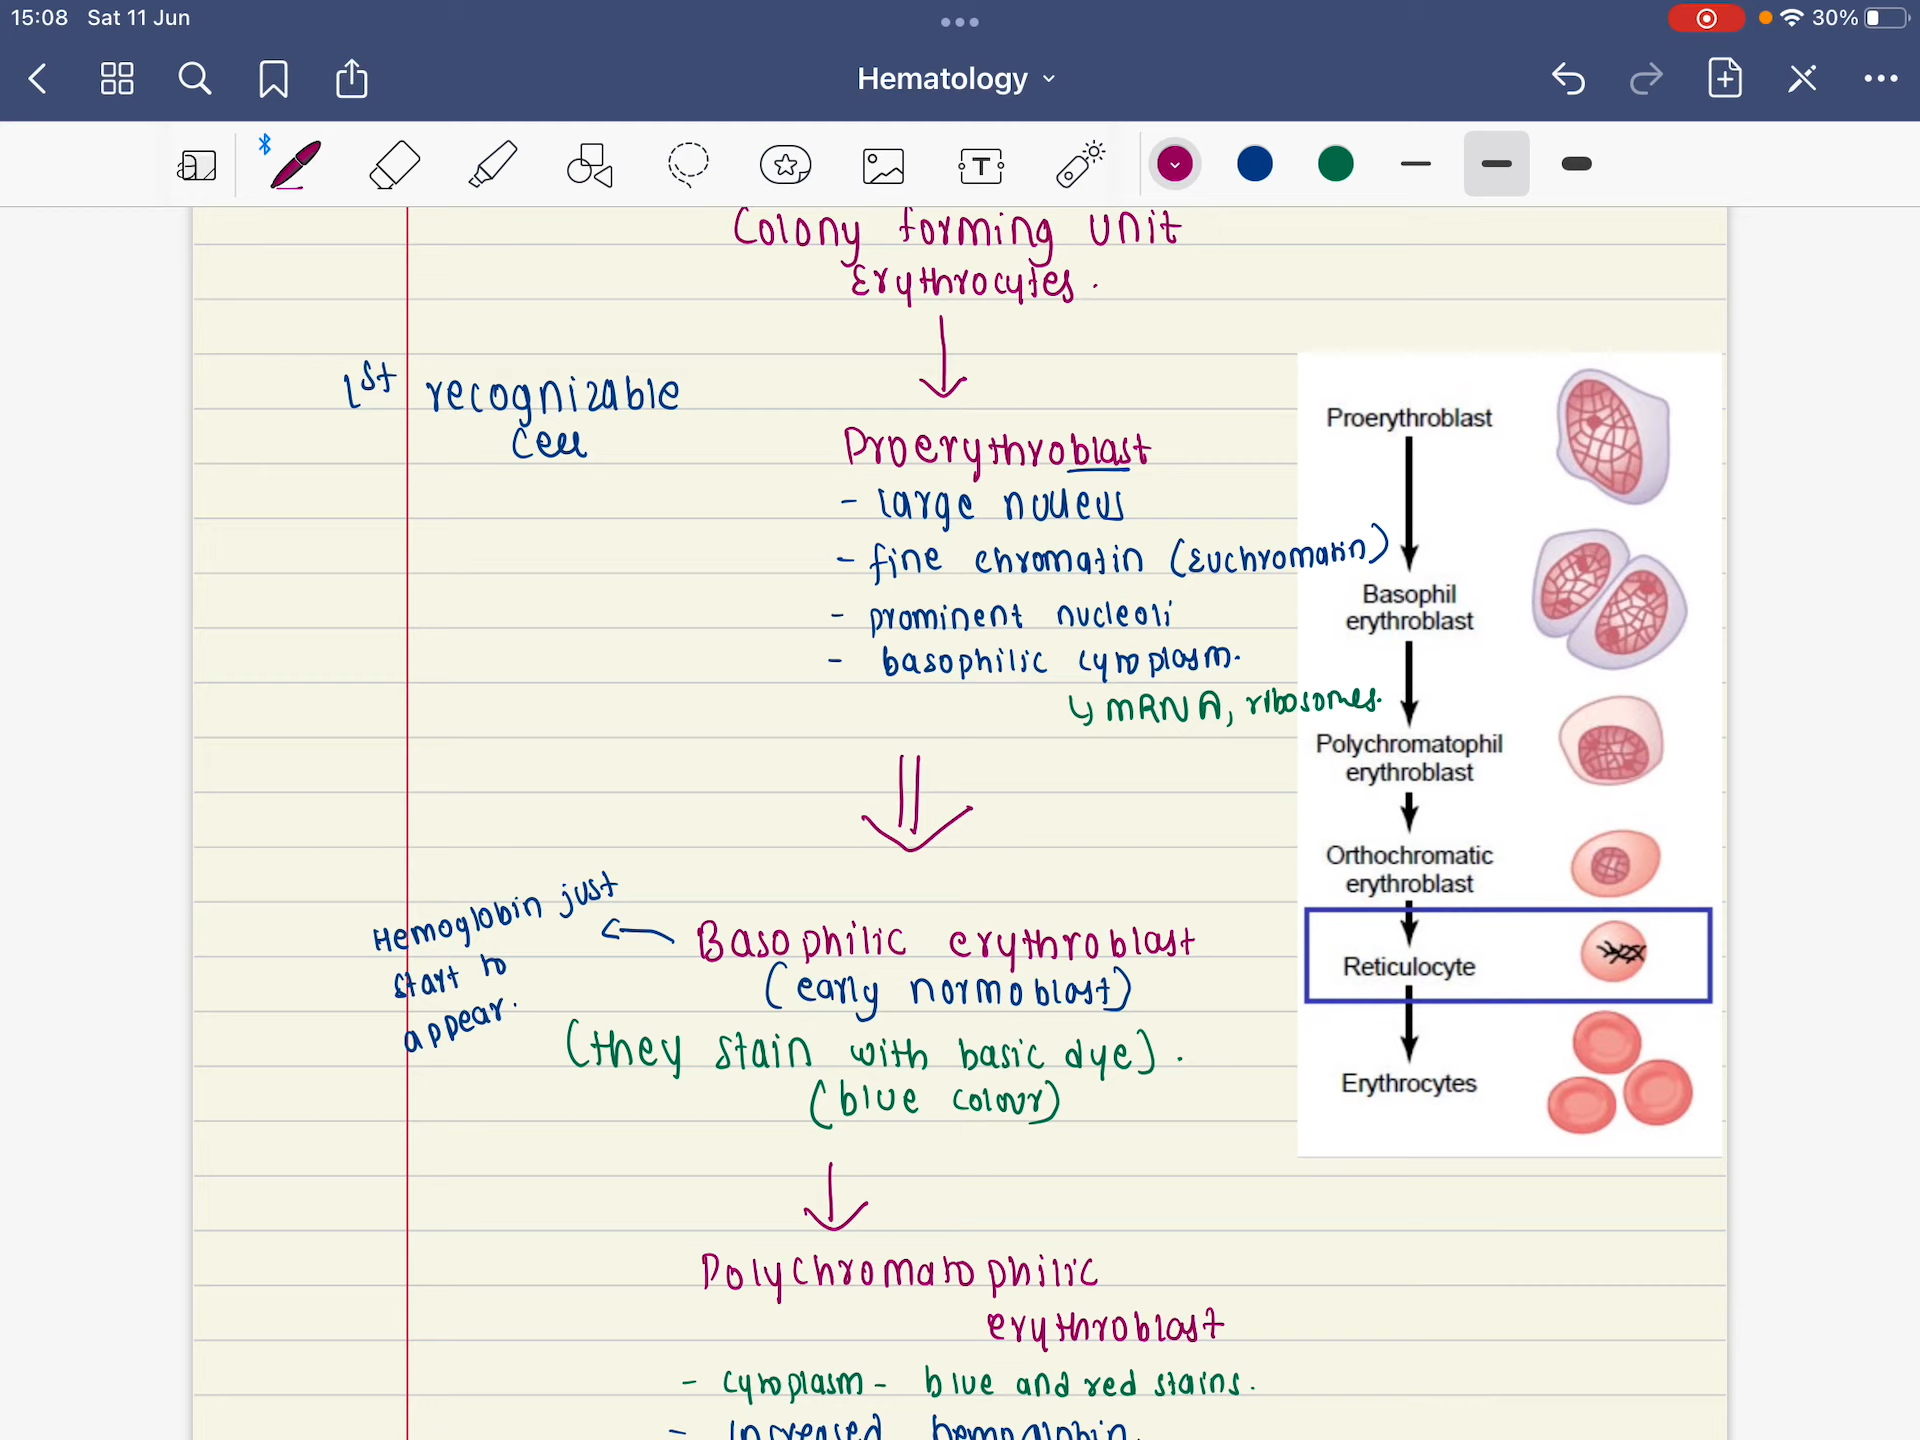 15:08 Sat 11 Jun
30%
Hematology
T
Colony forming unit
Erythrocytes.
1st recognizable
cell
Proerythroblast
- large nucleus
- fine chromatin (Euchromatin)
- prominent nucleoli
- basophilic cytoplasm.
↳ mRNA, ribosomes.
Hemoglobin just
start to
appear.
Basophilic erythroblast
(early normoblast)
(they stain with basic dye).
(blue colour)
Polychromatophilic
erythroblast
- cytoplasm - blue and red stains.
- Increased hemoglobin.
Proerythroblast
Basophil
erythroblast
Polychromatophil
erythroblast
Orthochromatic
erythroblast
Reticulocyte
Erythrocytes